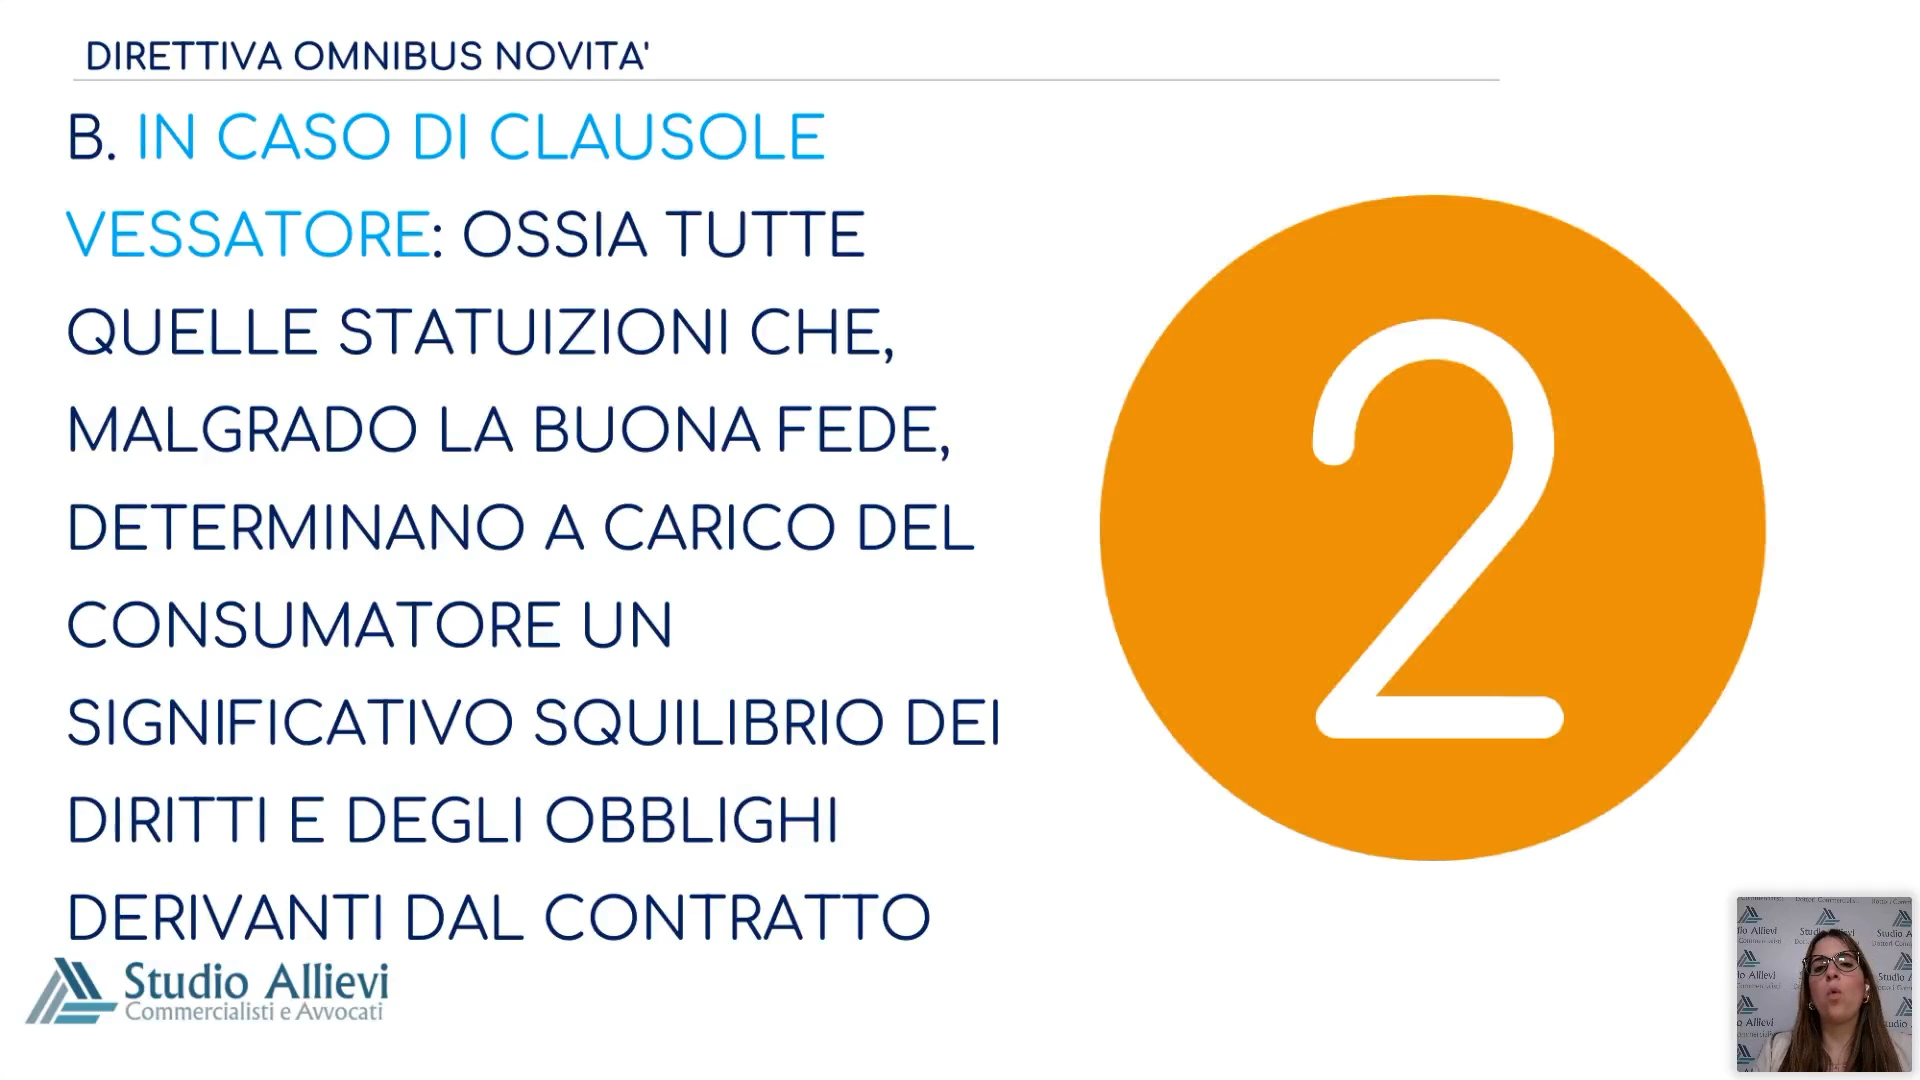 DIRETTIVA OMNIBUS NOVITA'
B. IN CASO DI CLAUSOLE
VESSATORE: OSSIA TUTTE
QUELLE STATUIZIONI CHE,
MALGRADO LA BUONA FEDE,
DETERMINANO A CARICO DEL
CONSUMATORE UN
SIGNIFICATIVO SQUILIBRIO DEI
DIRITTI E DEGLI OBBLIGHI
DERIVANTI DAL CONTRATTO
2
Studio Allievi
Commercialisti e Avvocati